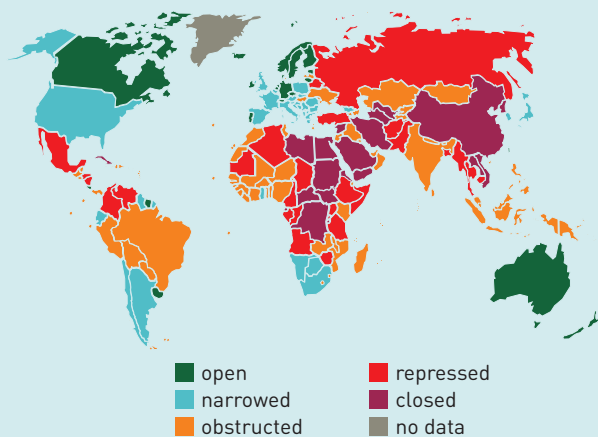 open
narrowed
obstructed
repressed
closed
no data